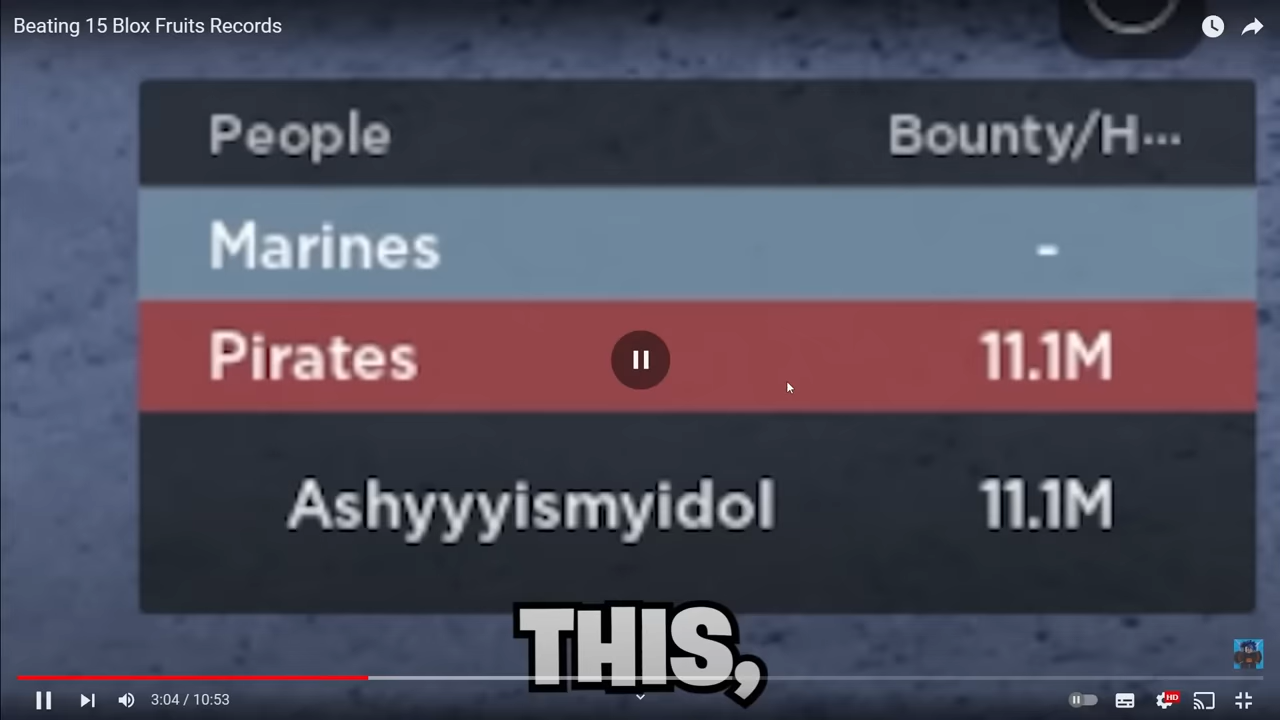 Beating 15 Blox Fruits Records
People Bounty/H...
Marines -
Pirates 11.1M
Ashyyyismyidol 11.1M
THIS,
3:04 / 10:53
HD